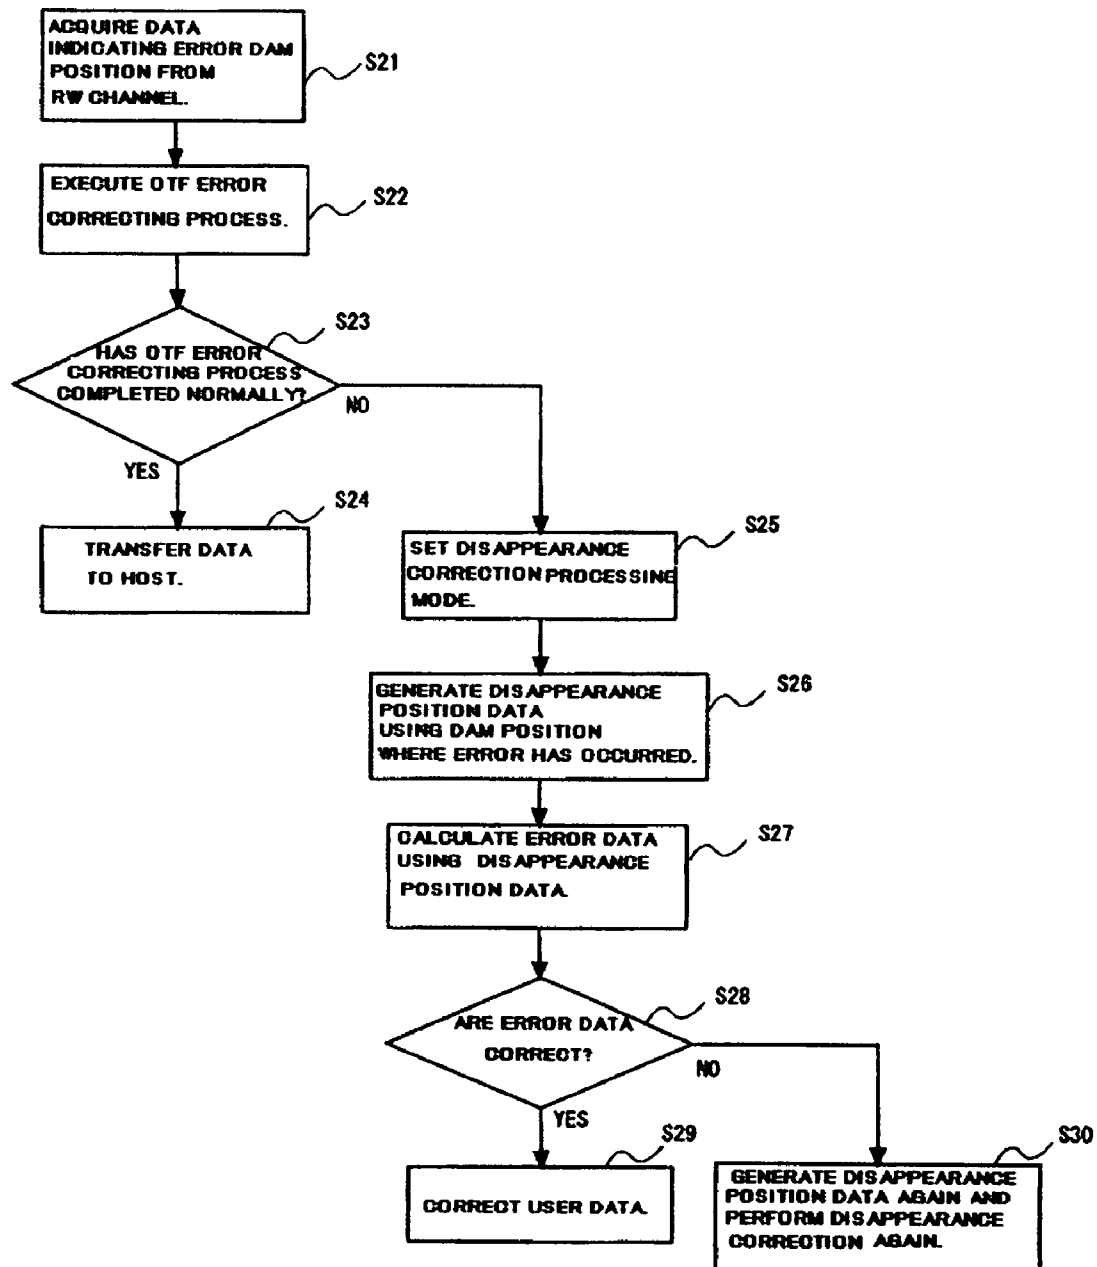 ACQUIRE DATA
INDICATING ERROR DAM
POSITION FROM
RW CHANNEL.
S21
EXECUTE OTF ERROR
CORRECTING PROCESS.
S22
S23
HAS OTF ERROR
CORRECTING PROCESS
COMPLETED NORMALLY?
NO
YES
S24
TRANSFER DATA
TO HOST.
S25
SET DISAPPEARANCE
CORRECTION PROCESSING
MODE.
S26
GENERATE DISAPPEARANCE
POSITION DATA
USING DAM POSITION
WHERE ERROR HAS OCCURRED.
S27
CALCULATE ERROR DATA
USING DISAPPEARANCE
POSITION DATA.
S28
ARE ERROR DATA
CORRECT?
NO
YES
S29
CORRECT USER DATA.
S30
GENERATE DISAPPEARANCE
POSITION DATA AGAIN AND
PERFORM DISAPPEARANCE
CORRECTION AGAIN.